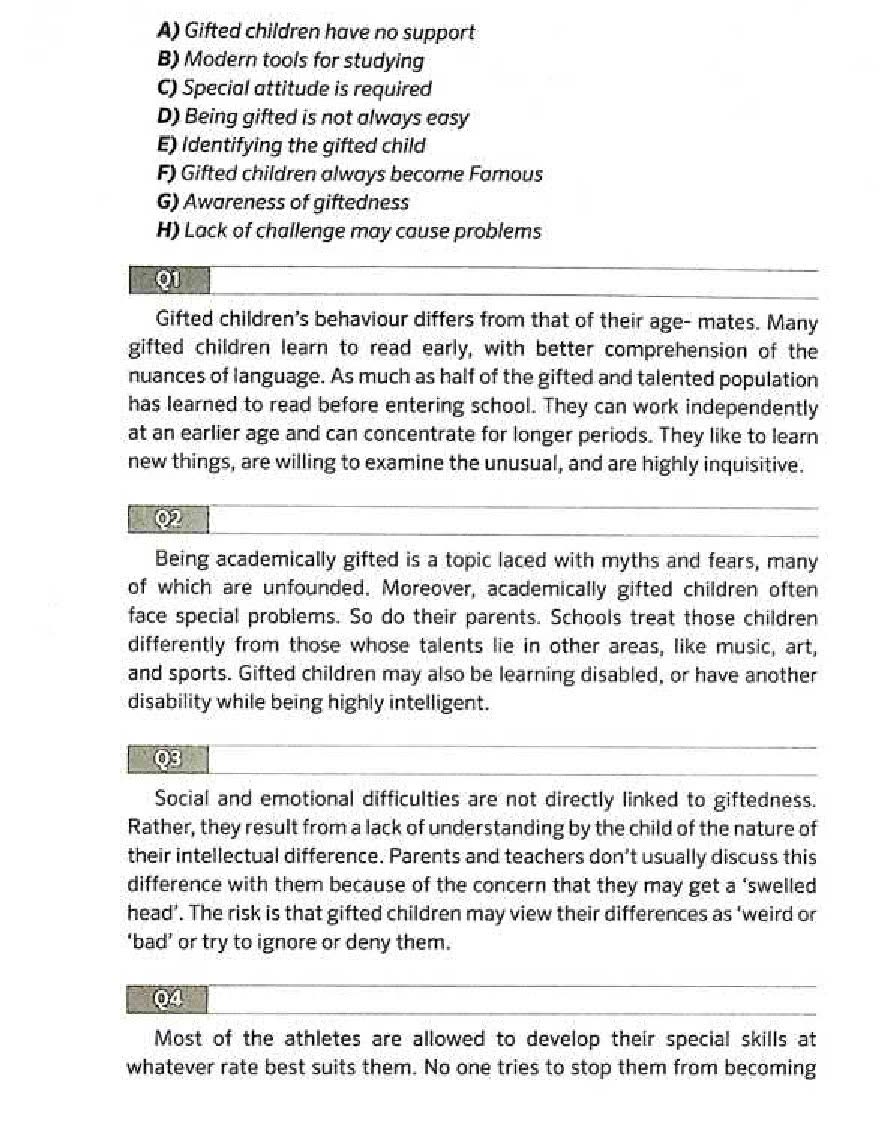 A) Gifted children have no support
B) Modern tools for studying
C) Special attitude is required
D) Being gifted is not always easy
E) Identifying the gifted child
F) Gifted children always become Famous
G) Awareness of giftedness
H) Lack of challenge may cause problems
Q1
Gifted children's behaviour differs from that of their age- mates. Many
gifted children learn to read early, with better comprehension of the
nuances of language. As much as half of the gifted and talented population
has learned to read before entering school. They can work independently
at an earlier age and can concentrate for longer periods. They like to learn
new things, are willing to examine the unusual, and are highly inquisitive.
Q2
Being academically gifted is a topic laced with myths and fears, many
of which are unfounded. Moreover, academically gifted children often
face special problems. So do their parents. Schools treat those children
differently from those whose talents lie in other areas, like music, art,
and sports. Gifted children may also be learning disabled, or have another
disability while being highly intelligent.
Q3
Social and emotional difficulties are not directly linked to giftedness.
Rather, they result from a lack of understanding by the child of the nature of
their intellectual difference. Parents and teachers don't usually discuss this
difference with them because of the concern that they may get a 'swelled
head'. The risk is that gifted children may view their differences as 'weird or
'bad' or try to ignore or deny them.
Q4
Most of the athletes are allowed to develop their special skills at
whatever rate best suits them. No one tries to stop them from becoming